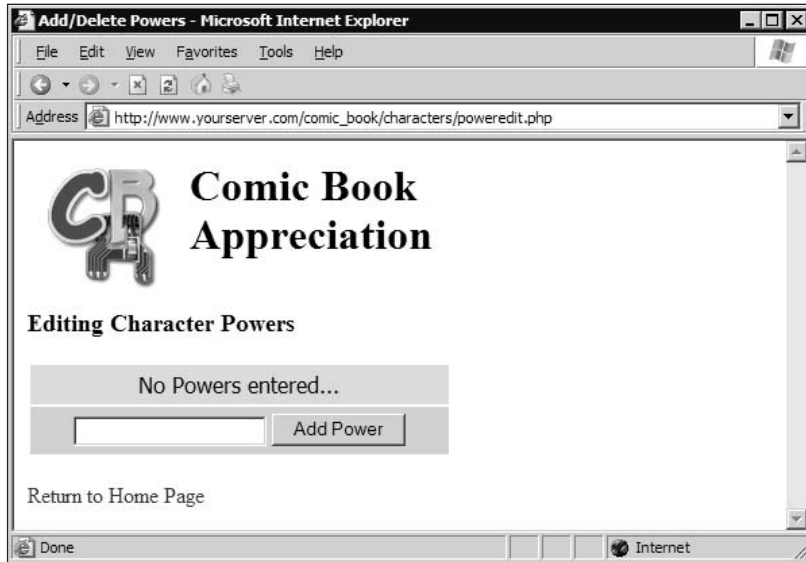 Add/Delete Powers - Microsoft Internet Explorer
File Edit View Favorites Tools Help
Address http://www.yourserver.com/comic_book/characters/poweredit.php
CB
Comic Book
Appreciation
Editing Character Powers
No Powers entered...
Add Power
Return to Home Page
Done
Internet